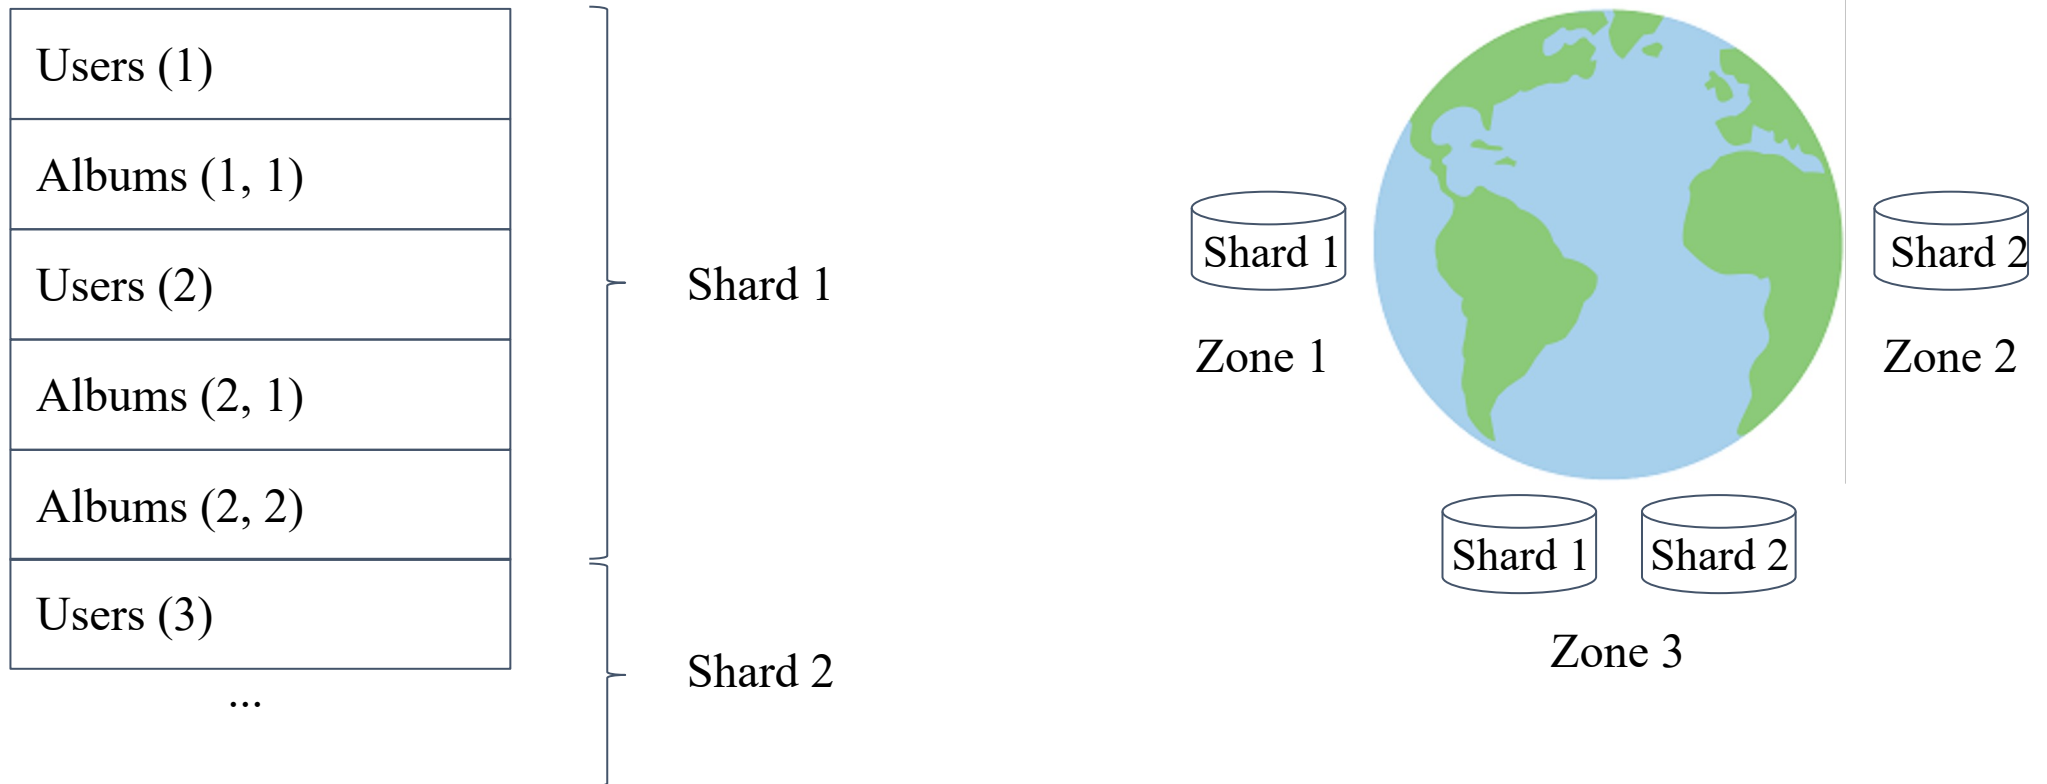 Users (1)
Albums (1, 1)
Users (2)
Albums (2, 1)
Albums (2, 2)
Users (3)
...
Shard 1
Shard 2
Shard 1
Zone 1
Shard 2
Zone 2
Shard 1
Shard 2
Zone 3